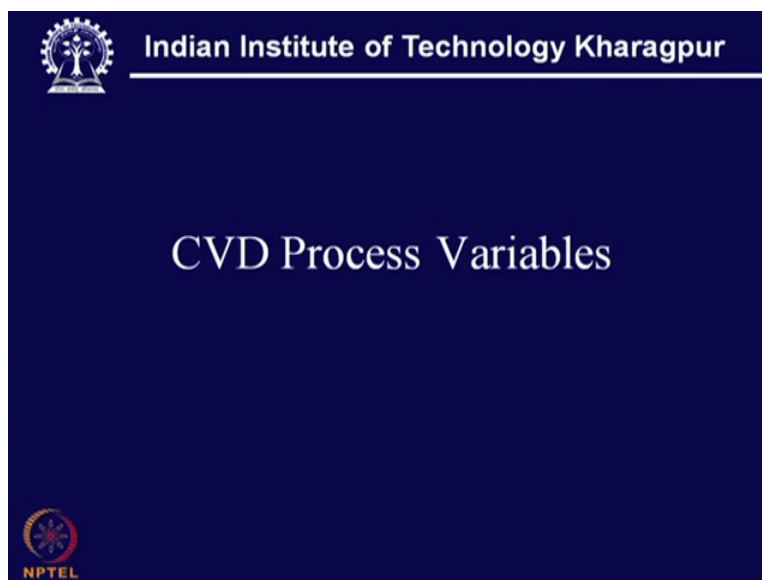 Indian Institute of Technology Kharagpur
CVD Process Variables
NPTEL